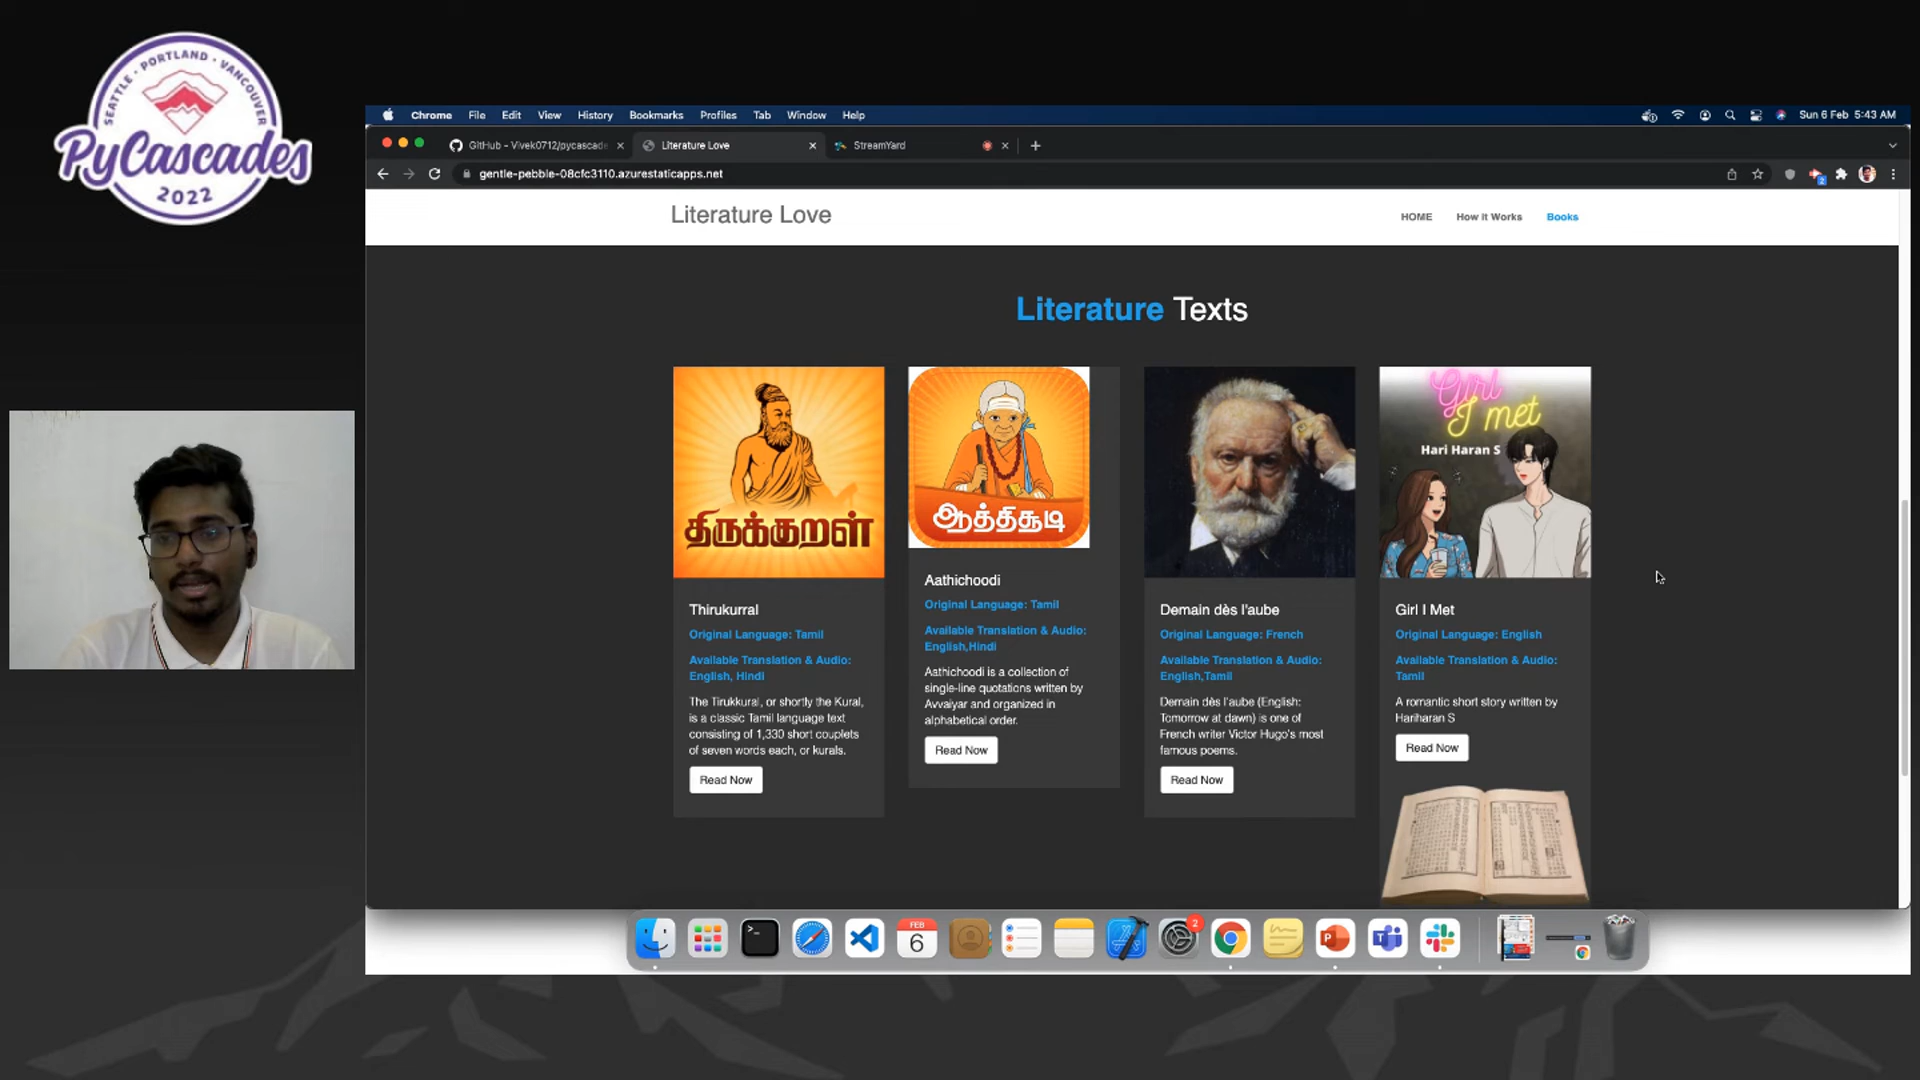 SEATTLE • PORTLAND • VANCOUVER
PyCascades
2022
Chrome File Edit View History Bookmarks Profiles Tab Window Help
Sun 6 Feb 5:43 AM
GitHub - Vivek0712/pycascade
Literature Love
StreamYard
gentle-pebble-08cfc3110.azurestaticapps.net
2
Literature Love
HOME How it Works Books
Literature Texts
திருக்குறள்
Thirukurral
Original Language: Tamil
Available Translation & Audio:
English, Hindi
The Tirukkural, or shortly the Kural,
is a classic Tamil language text
consisting of 1,330 short couplets
of seven words each, or kurals.
Read Now
ஆத்திசூடி
Aathichoodi
Original Language: Tamil
Available Translation & Audio:
English,Hindi
Aathichoodi is a collection of
single-line quotations written by
Avvaiyar and organized in
alphabetical order.
Read Now
Demain dès l'aube
Original Language: French
Available Translation & Audio:
English,Tamil
Demain dès l'aube (English:
Tomorrow at dawn) is one of
French writer Victor Hugo's most
famous poems.
Read Now
Girl
I met
Hari Haran S
Girl I Met
Original Language: English
Available Translation & Audio:
Tamil
A romantic short story written by
Hariharan S
Read Now
FEB
6
2